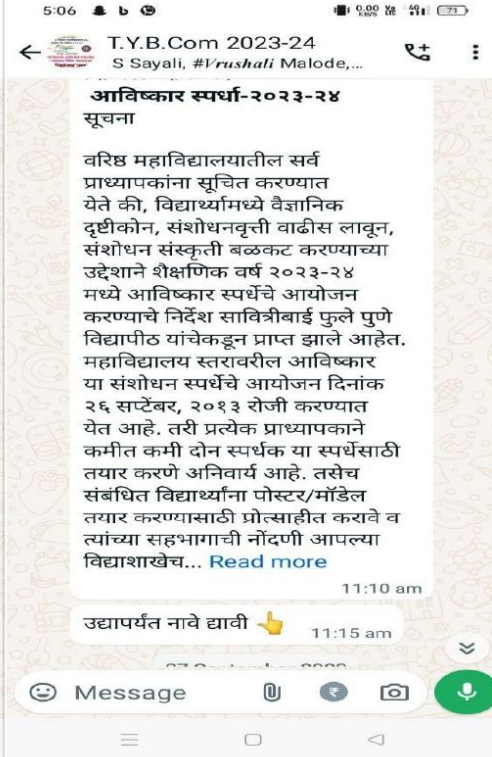 5:06
0.00 KB/S
71
T.Y.B.Com 2023-24
S Sayali, #Vrushali Malode,...
आविष्कार स्पर्धा-२०२३-२४
सूचना
वरिष्ठ महाविद्यालयातील सर्व
प्राध्यापकांना सूचित करण्यात
येते की, विद्यार्थ्यामध्ये वैज्ञानिक
दृष्टीकोन, संशोधनवृत्ती वाढीस लावून,
संशोधन संस्कृती बळकट करण्याच्या
उद्देशाने शैक्षणिक वर्ष २०२३-२४
मध्ये आविष्कार स्पर्धेचे आयोजन
करण्याचे निर्देश सावित्रीबाई फुले पुणे
विद्यापीठ यांचेकडून प्राप्त झाले आहेत.
महाविद्यालय स्तरावरील आविष्कार
या संशोधन स्पर्धेचे आयोजन दिनांक
२६ सप्टेंबर, २०१३ रोजी करण्यात
येत आहे. तरी प्रत्येक प्राध्यापकाने
कमीत कमी दोन स्पर्धक या स्पर्धेसाठी
तयार करणे अनिवार्य आहे. तसेच
संबंधित विद्यार्थ्यांना पोस्टर/मॉडेल
तयार करण्यासाठी प्रोत्साहीत करावे व
त्यांच्या सहभागाची नोंदणी आपल्या
विद्याशाखेच... Read more
11:10 am
उद्यापर्यंत नावे द्यावी 👆
11:15 am
Message